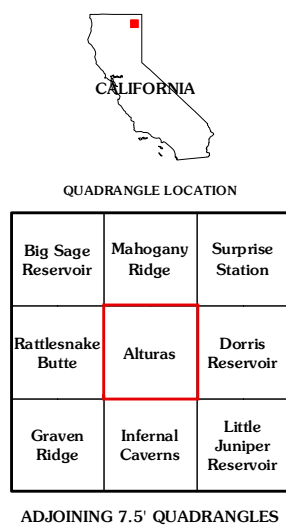 CALIFORNIA
QUADRANGLE LOCATION
Big Sage
Reservoir
Mahogany
Ridge
Surprise
Station
Rattlesnake
Butte
Alturas
Dorris
Reservoir
Graven
Ridge
Infernal
Caverns
Little
Juniper
Reservoir
ADJOINING 7.5' QUADRANGLES